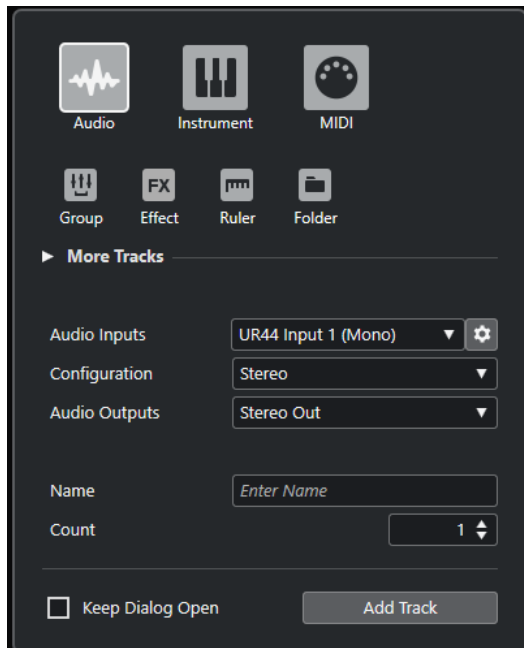 Audio Instrument MIDI
FX
Group Effect Ruler Folder
More Tracks
Audio Inputs UR44 Input 1 (Mono)
Configuration Stereo
Audio Outputs Stereo Out
Name Enter Name
Count 1
Keep Dialog Open Add Track